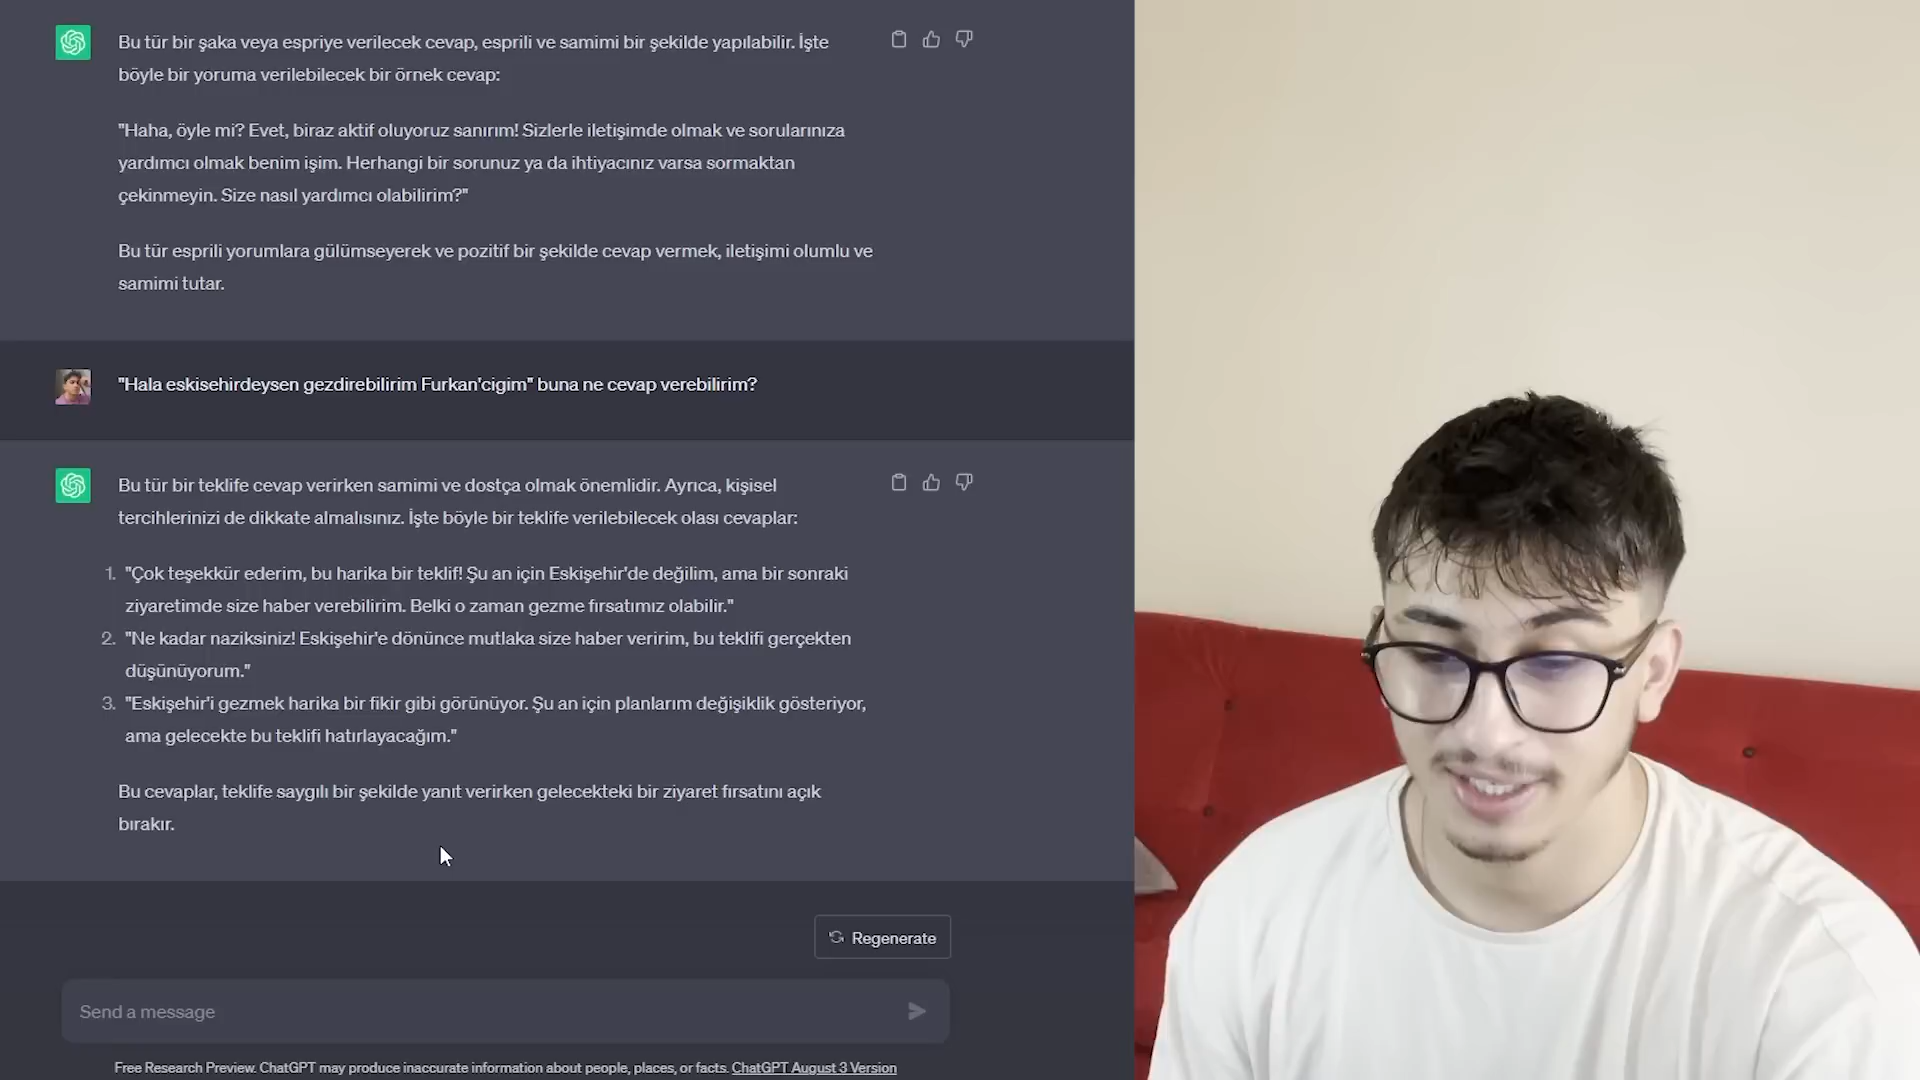 Bu tür bir şaka veya espriye verilecek cevap, esprili ve samimi bir şekilde yapılabilir. İşte
böyle bir yoruma verilebilecek bir örnek cevap:
"Haha, öyle mi? Evet, biraz aktif oluyoruz sanırım! Sizlerle iletişimde olmak ve sorularınıza
yardımcı olmak benim işim. Herhangi bir sorunuz ya da ihtiyacınız varsa sormaktan
çekinmeyin. Size nasıl yardımcı olabilirim?"
Bu tür esprili yorumlara gülümseyerek ve pozitif bir şekilde cevap vermek, iletişimi olumlu ve
samimi tutar.
"Hala eskisehirdeysen gezdirebilirim Furkan'cigim" buna ne cevap verebilirim?
Bu tür bir teklife cevap verirken samimi ve dostça olmak önemlidir. Ayrıca, kişisel
tercihlerinizi de dikkate almalısınız. İşte böyle bir teklife verilebilecek olası cevaplar:
1. "Çok teşekkür ederim, bu harika bir teklif! Şu an için Eskişehir'de değilim, ama bir sonraki
ziyaretimde size haber verebilirim. Belki o zaman gezme fırsatımız olabilir."
2. "Ne kadar naziksiniz! Eskişehir'e dönünce mutlaka size haber veririm, bu teklifi gerçekten
düşünüyorum."
3. "Eskişehir'i gezmek harika bir fikir gibi görünüyor. Şu an için planlarım değişiklik gösteriyor,
ama gelecekte bu teklifi hatırlayacağım."
Bu cevaplar, teklife saygılı bir şekilde yanıt verirken gelecekteki bir ziyaret fırsatını açık
bırakır.
Regenerate
Send a message
Free Research Preview. ChatGPT may produce inaccurate information about people, places, or facts. ChatGPT August 3 Version